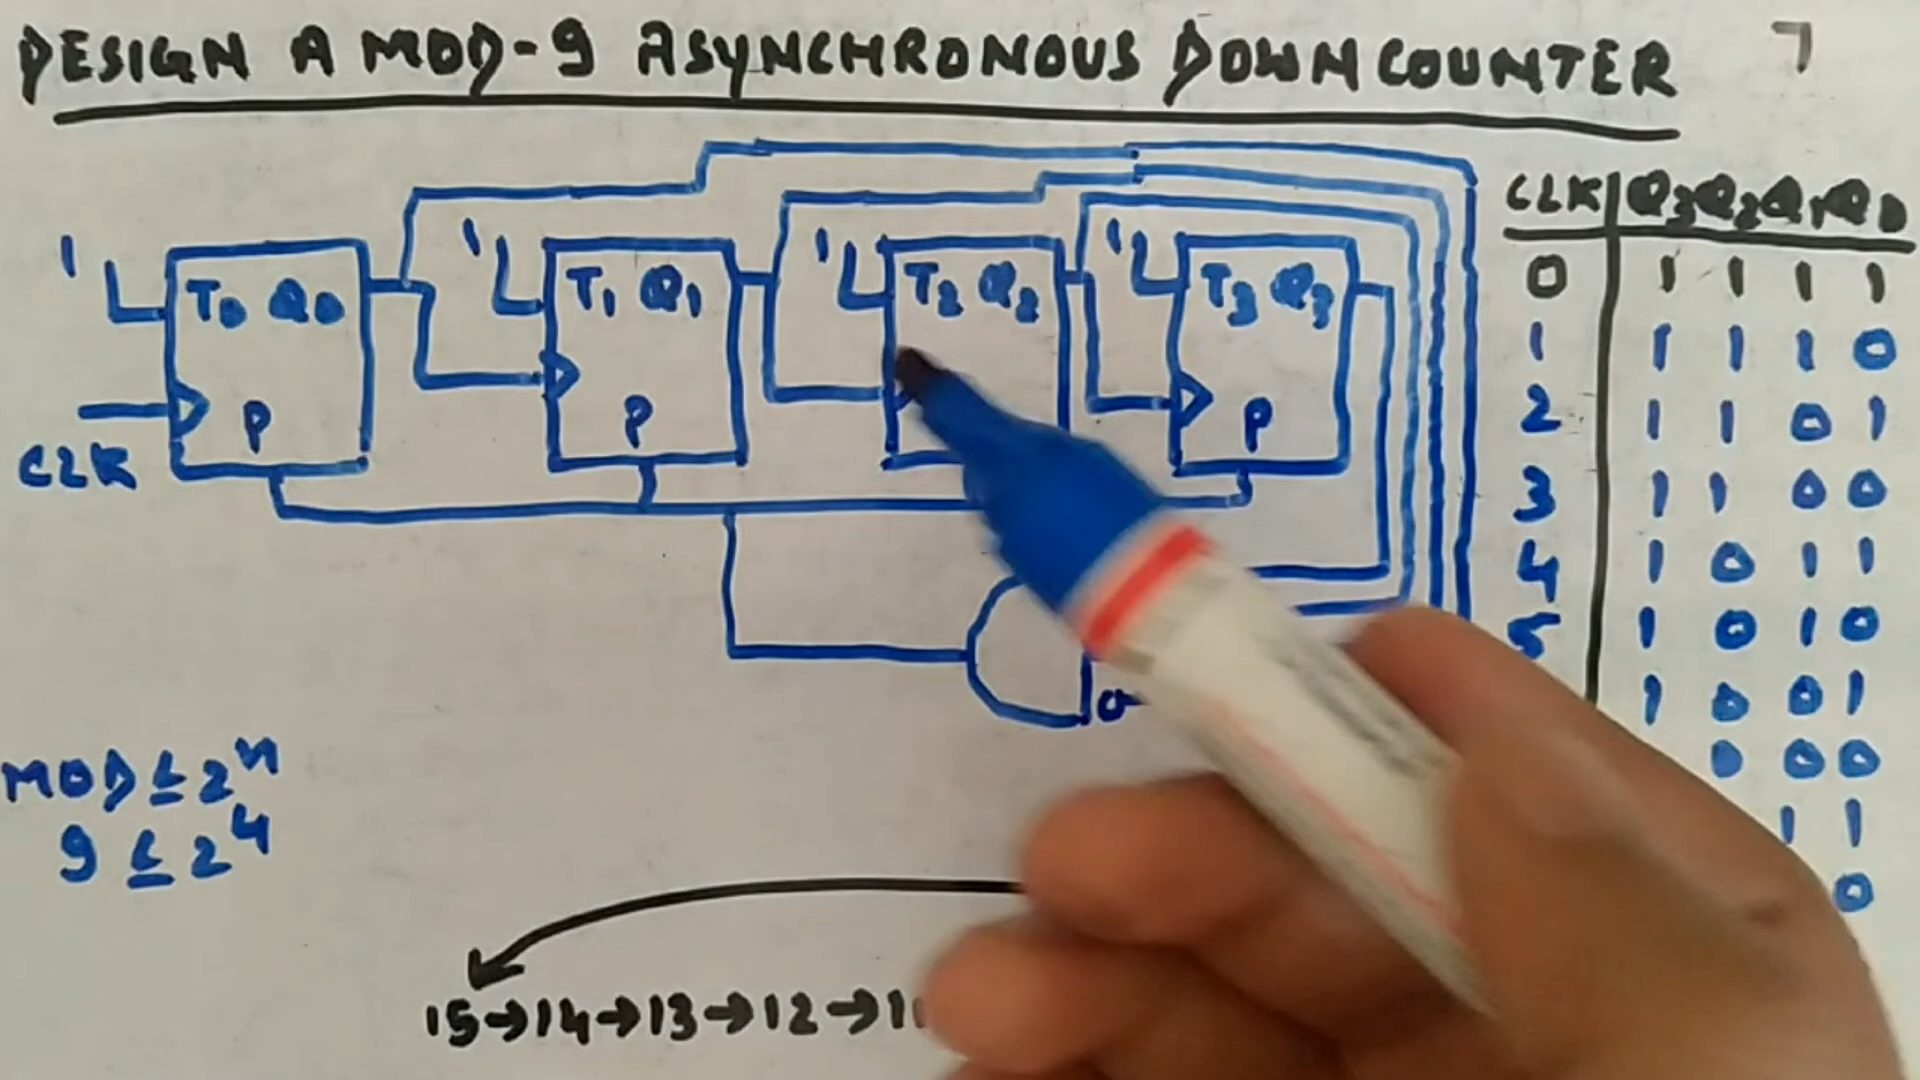 DESIGN A MOD-9 ASYNCHRONOUS DOWN COUNTER
1 T0 Q0 1 T1 Q1 1 T2 Q2 1 T3 Q3
P P P
CLK
MOD ≤ 2^n
9 ≤ 2^4
15→14→13→12→11
CLK Q3 Q2 Q1 Q0
0 1 1 1 1
1 1 1 1 0
2 1 1 0 1
3 1 1 0 0
4 1 0 1 1
5 1 0 1 0
1 0 0 1
0 0 0
1 1
0